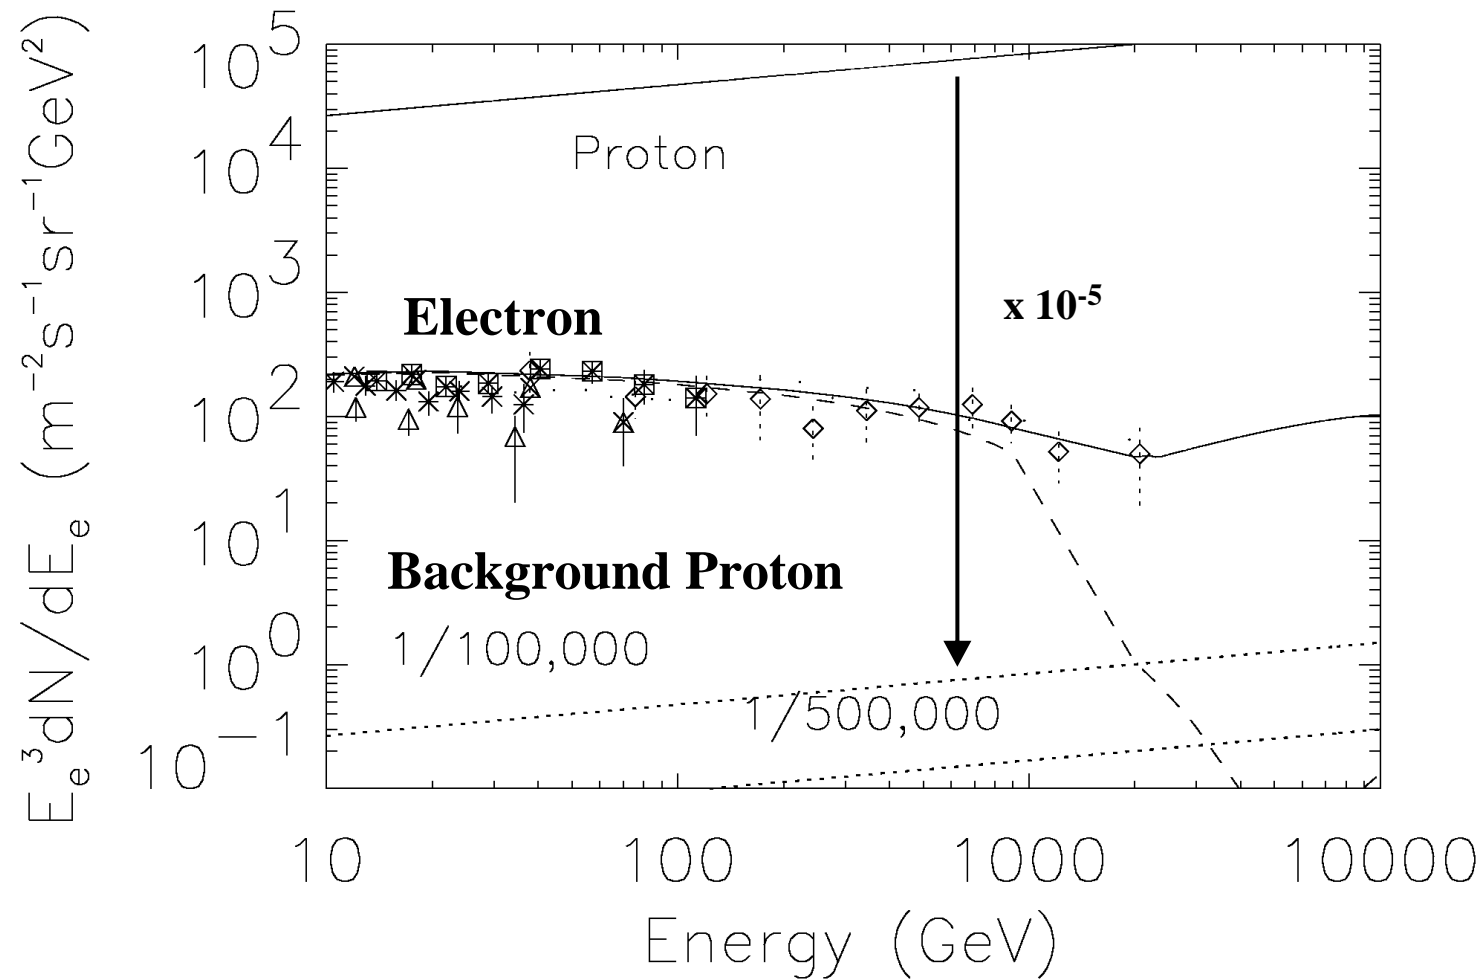 E_e^3dN/dE_e (m^-2s^-1sr^-1GeV^2)
10^5
10^4
10^3
10^2
10^1
10^0
10^-1
Proton
Electron
x 10^-5
Background Proton
1/100,000
1/500,000
10
100
1000
10000
Energy (GeV)